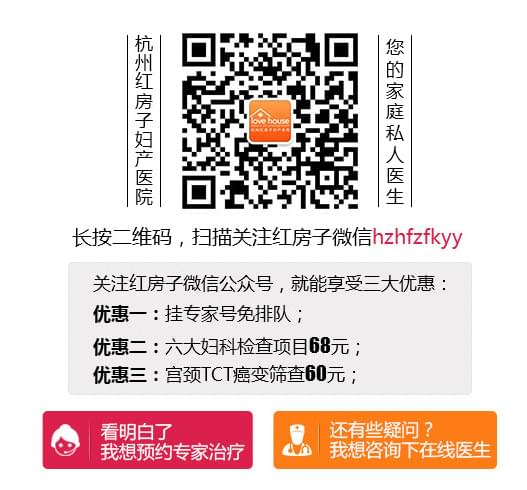 杭州红房子妇产医院
love house
您的家庭私人医生
长按二维码，扫描关注红房子微信hzhfzfkyy
关注红房子微信公众号，就能享受三大优惠：
优惠一：挂专家号免排队；
优惠二：六大妇科检查项目68元；
优惠三：宫颈TCT癌变筛查60元；
看明白了
我想预约专家治疗
还有些疑问？
我想咨询下在线医生